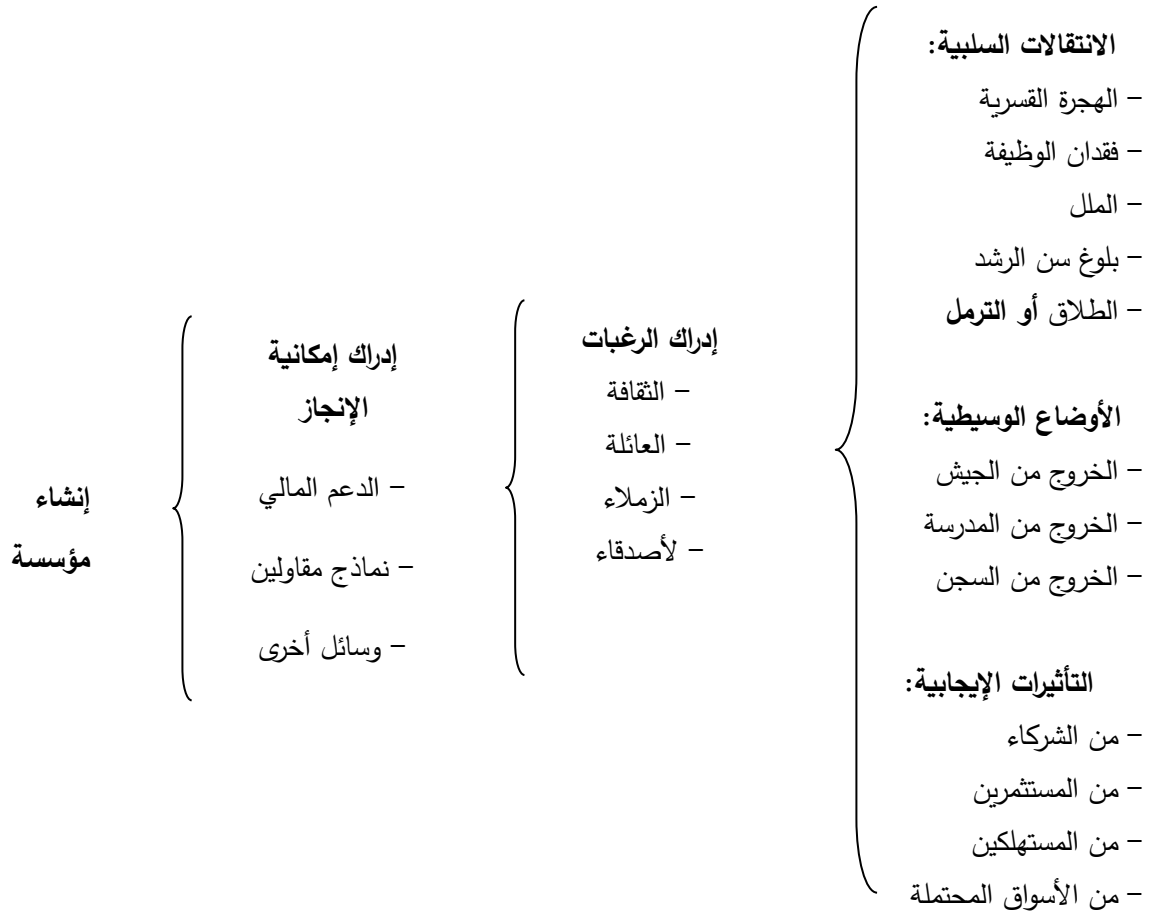 الانتقالات السلبية:
– الهجرة القسرية
– فقدان الوظيفة
– الملل
– بلوغ سن الرشد
– الطلاق أو الترمل
الأوضاع الوسيطية:
– الخروج من الجيش
– الخروج من المدرسة
– الخروج من السجن
التأثيرات الإيجابية:
– من الشركاء
– من المستثمرين
– من المستهلكين
– من الأسواق المحتملة
إدراك الرغبات
– الثقافة
– العائلة
– الزملاء
– لأصدقاء
إدراك إمكانية
الإنجاز
– الدعم المالي
– نماذج مقاولين
– وسائل أخرى
إنشاء
مؤسسة